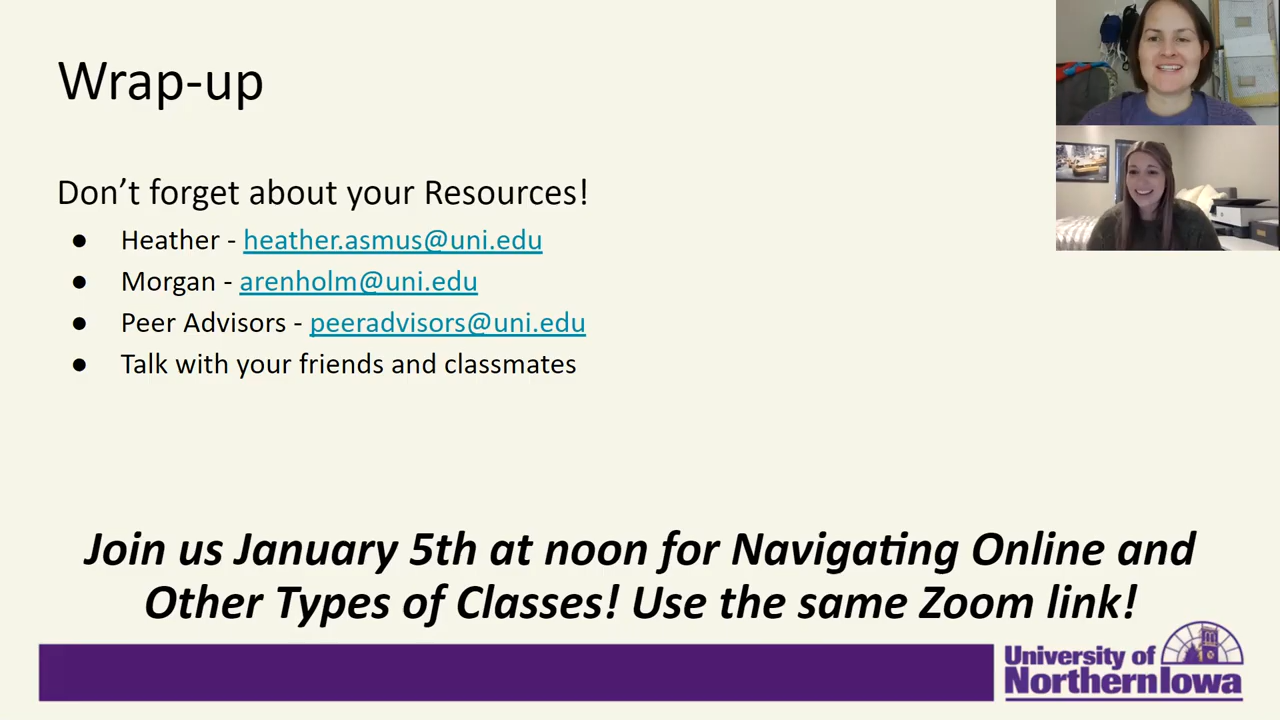 Wrap-up
Don’t forget about your Resources!
● Heather - heather.asmus@uni.edu
● Morgan - arenholm@uni.edu
● Peer Advisors - peeradvisors@uni.edu
● Talk with your friends and classmates
Join us January 5th at noon for Navigating Online and
Other Types of Classes! Use the same Zoom link!
University of
Northern Iowa